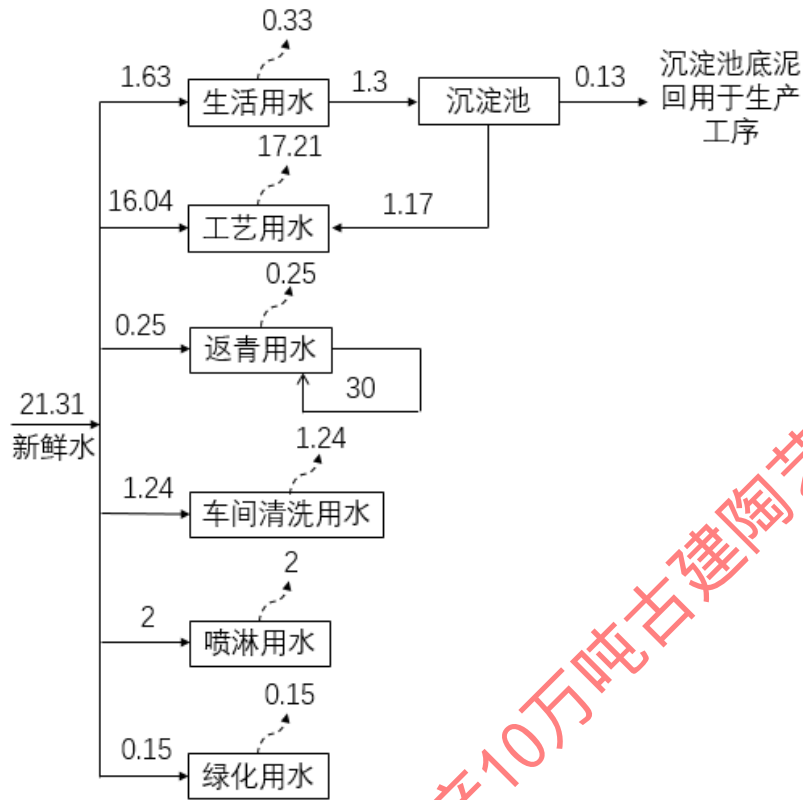 0.33
1.63
生活用水
1.3
沉淀池
0.13
沉淀池底泥
回用于生产
工序
17.21
16.04
工艺用水
1.17
0.25
0.25
返青用水
30
21.31
新鲜水
1.24
1.24
车间清洗用水
2
2
喷淋用水
0.15
0.15
绿化用水
产10万吨古建陶艺